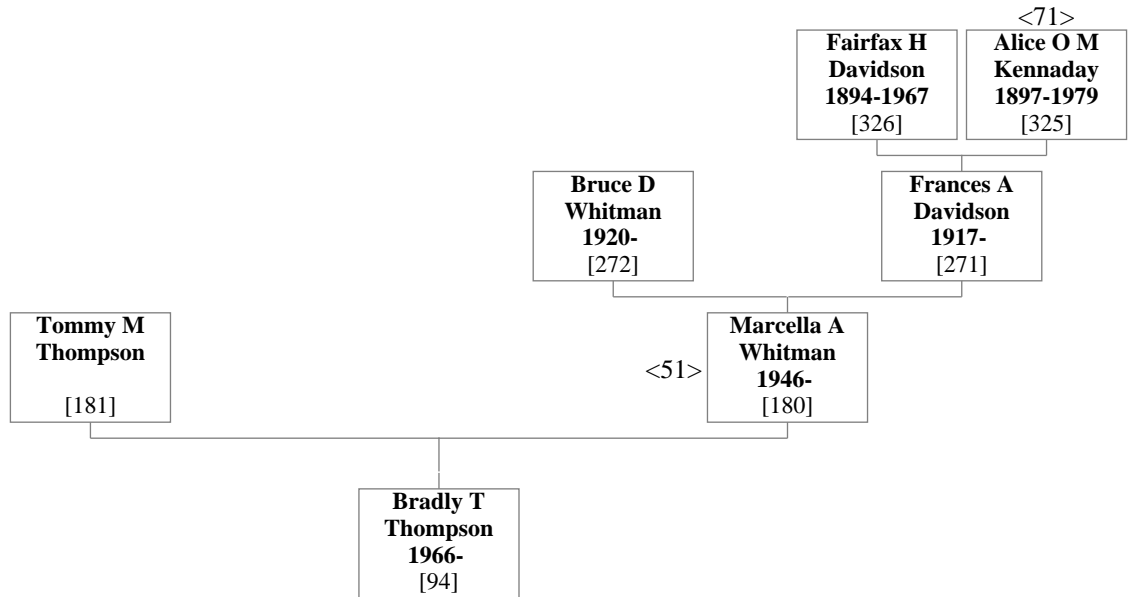 <71>
Fairfax H
Davidson
1894-1967
[326]
Alice O M
Kennaday
1897-1979
[325]
Bruce D
Whitman
1920-
[272]
Frances A
Davidson
1917-
[271]
Tommy M
Thompson
[181]
<51>
Marcella A
Whitman
1946-
[180]
Bradly T
Thompson
1966-
[94]